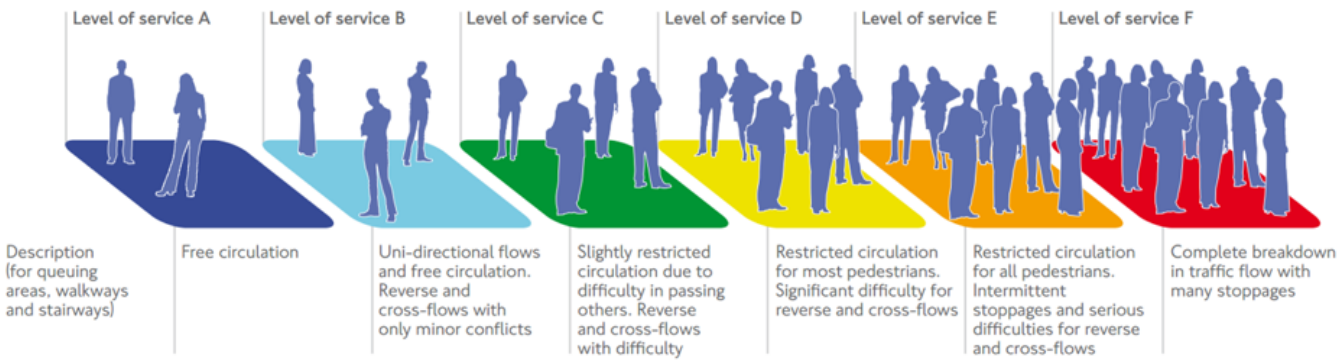 Level of service A
Level of service B
Level of service C
Level of service D
Level of service E
Level of service F
Description
(for queuing
areas, walkways
and stairways)
Free circulation
Uni-directional flows
and free circulation.
Reverse and
cross-flows with
only minor conflicts
Slightly restricted
circulation due to
difficulty in passing
others. Reverse
and cross-flows
with difficulty
Restricted circulation
for most pedestrians.
Significant difficulty for
reverse and cross-flows
Restricted circulation
for all pedestrians.
Intermittent
stoppages and serious
difficulties for reverse
and cross-flows
Complete breakdown
in traffic flow with
many stoppages